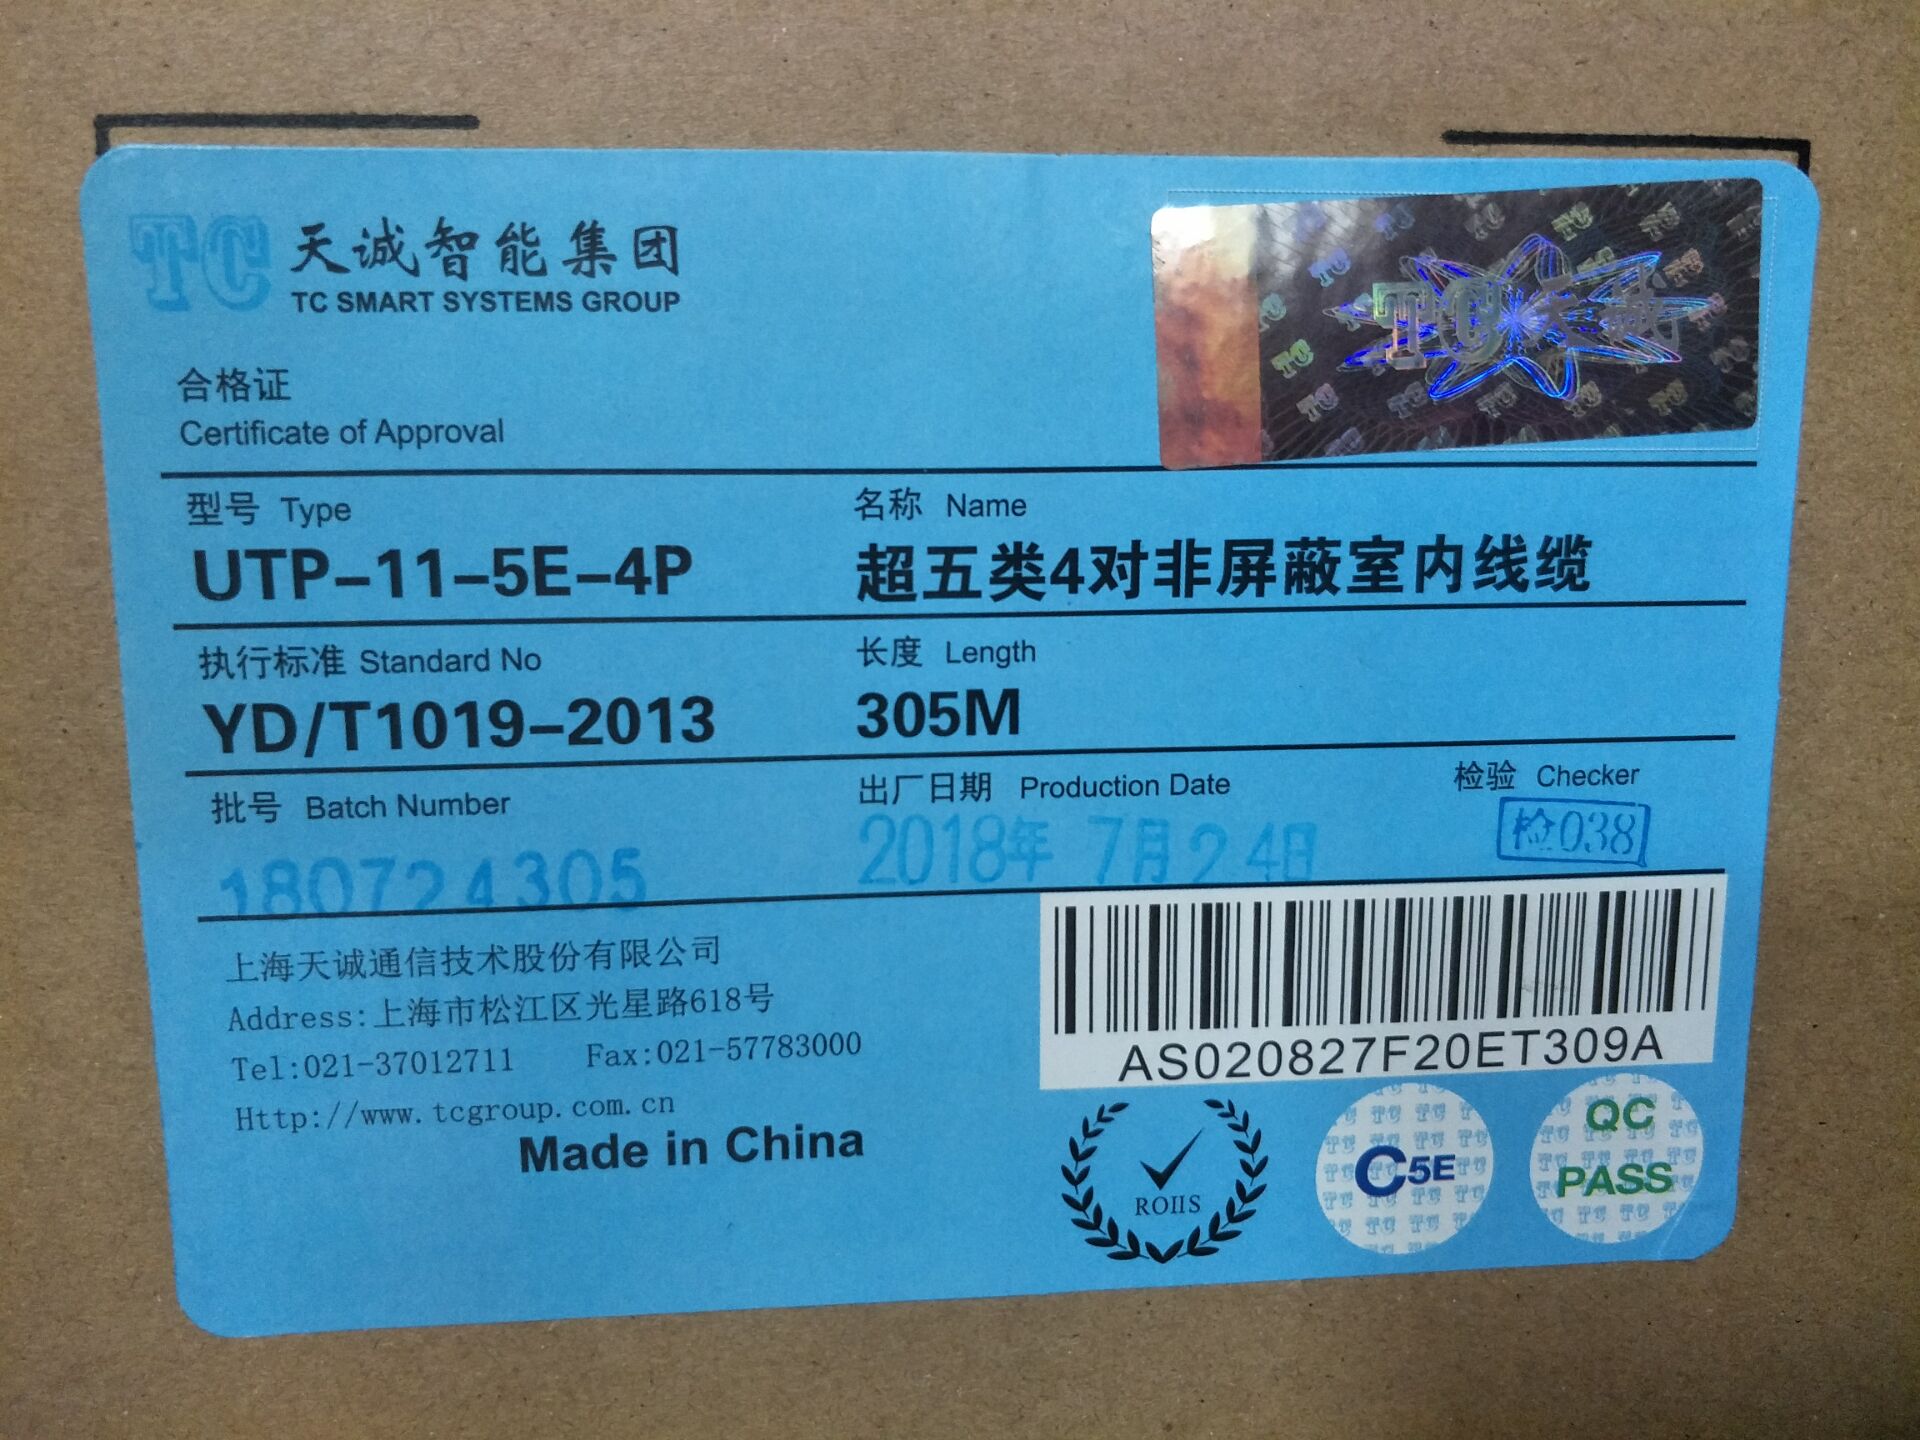 TC 天诚智能集团
TC SMART SYSTEMS GROUP
TC天诚
合格证
Certificate of Approval
型号 Type
UTP-11-5E-4P
名称 Name
超五类4对非屏蔽室内线缆
执行标准 Standard No
YD/T1019-2013
长度 Length
305M
批号 Batch Number
180724305
出厂日期 Production Date
2018年 7月24日
检验 Checker
检038
上海天诚通信技术股份有限公司
Address:上海市松江区光星路618号
Tel:021-37012711 Fax:021-57783000
Http://www.tcgroup.com.cn
Made in China
AS020827F20ET309A
ROHS
C5E
QC
PASS